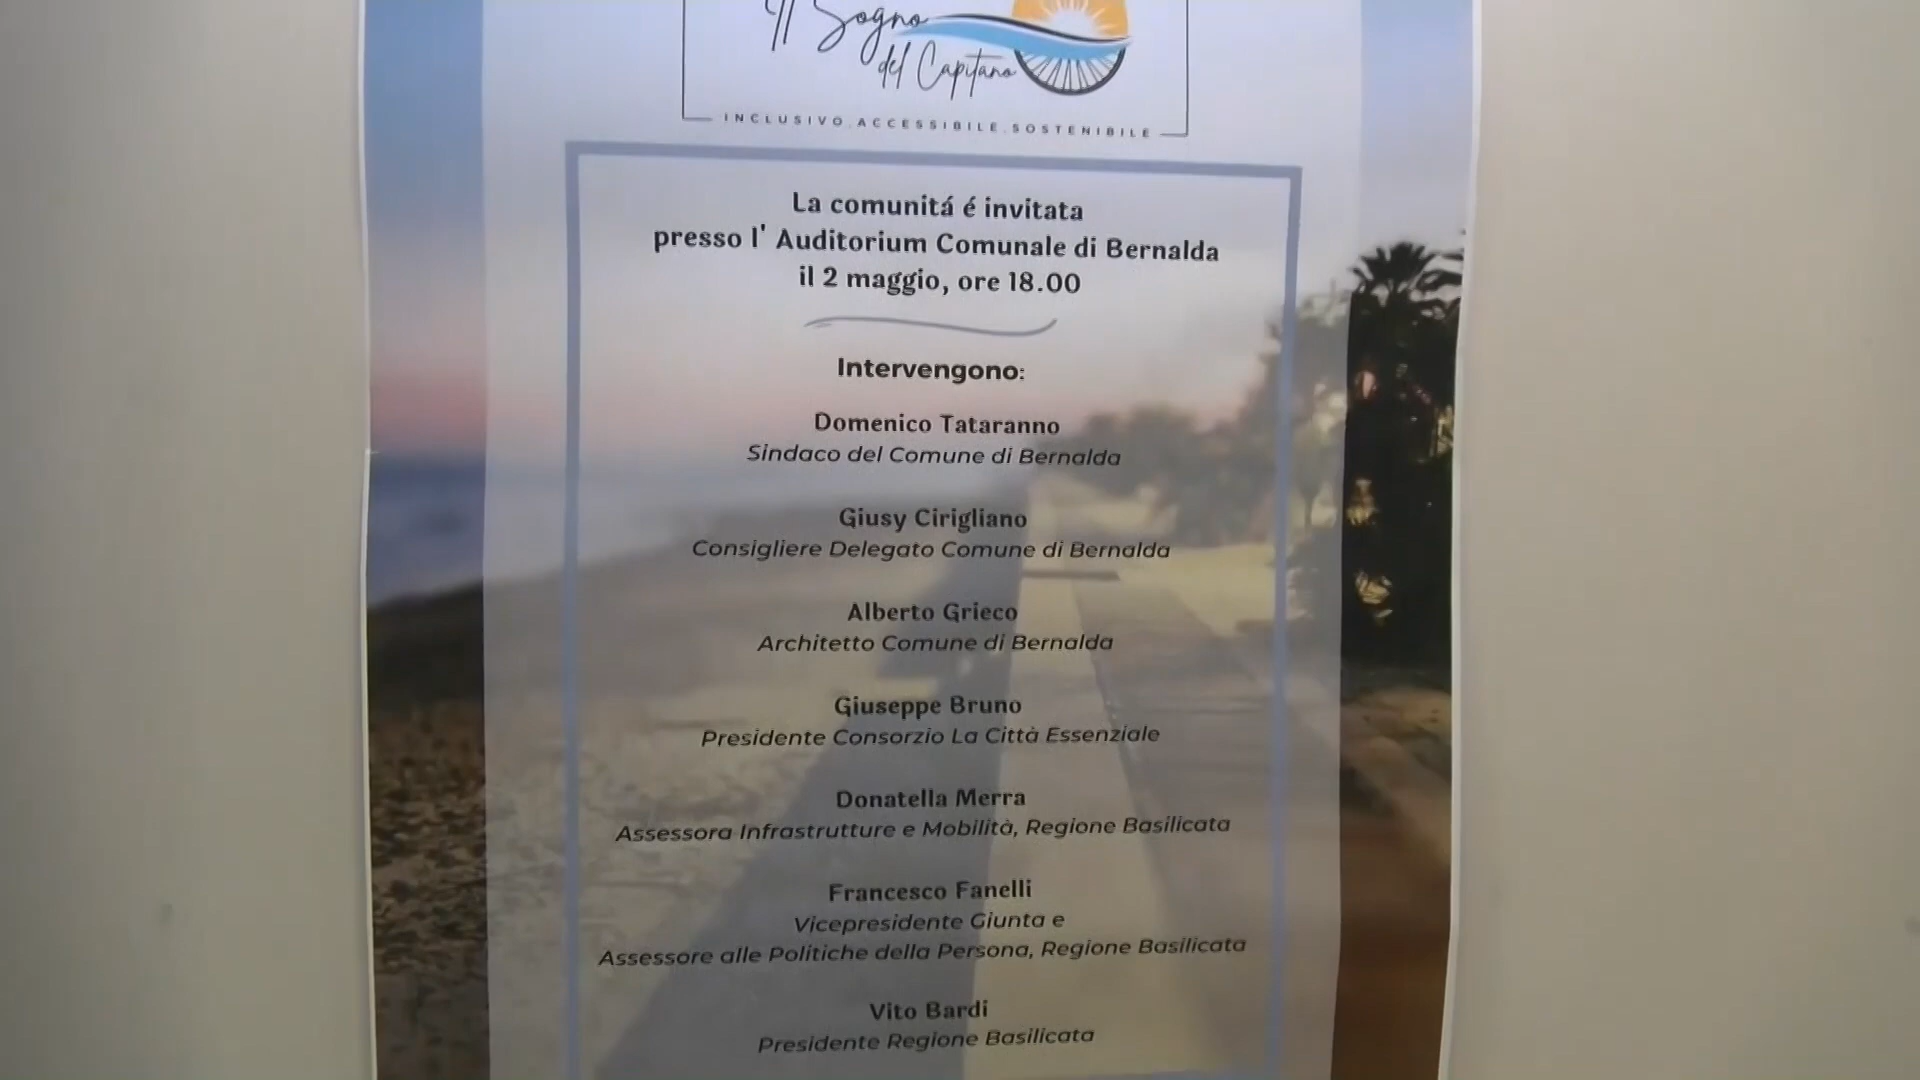 Il Sogno
del Capitano
INCLUSIVO.ACCESSIBILE.SOSTENIBILE
La comunitá é invitata
presso l' Auditorium Comunale di Bernalda
il 2 maggio, ore 18.00
Intervengono:
Domenico Tataranno
Sindaco del Comune di Bernalda
Giusy Cirigliano
Consigliere Delegato Comune di Bernalda
Alberto Grieco
Architetto Comune di Bernalda
Giuseppe Bruno
Presidente Consorzio La Città Essenziale
Donatella Merra
Assessora Infrastrutture e Mobilità, Regione Basilicata
Francesco Fanelli
Vicepresidente Giunta e
Assessore alle Politiche della Persona, Regione Basilicata
Vito Bardi
Presidente Regione Basilicata